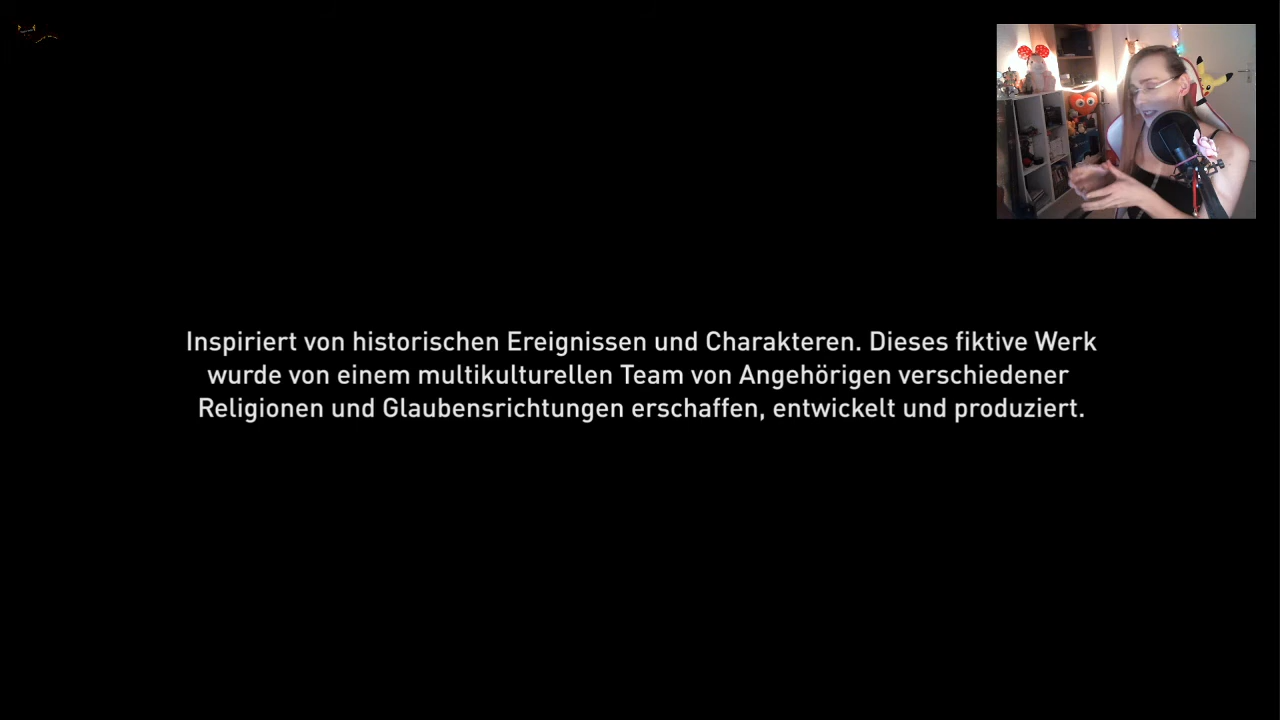 Inspiriert von historischen Ereignissen und Charakteren. Dieses fiktive Werk
wurde von einem multikulturellen Team von Angehörigen verschiedener
Religionen und Glaubensrichtungen erschaffen, entwickelt und produziert.